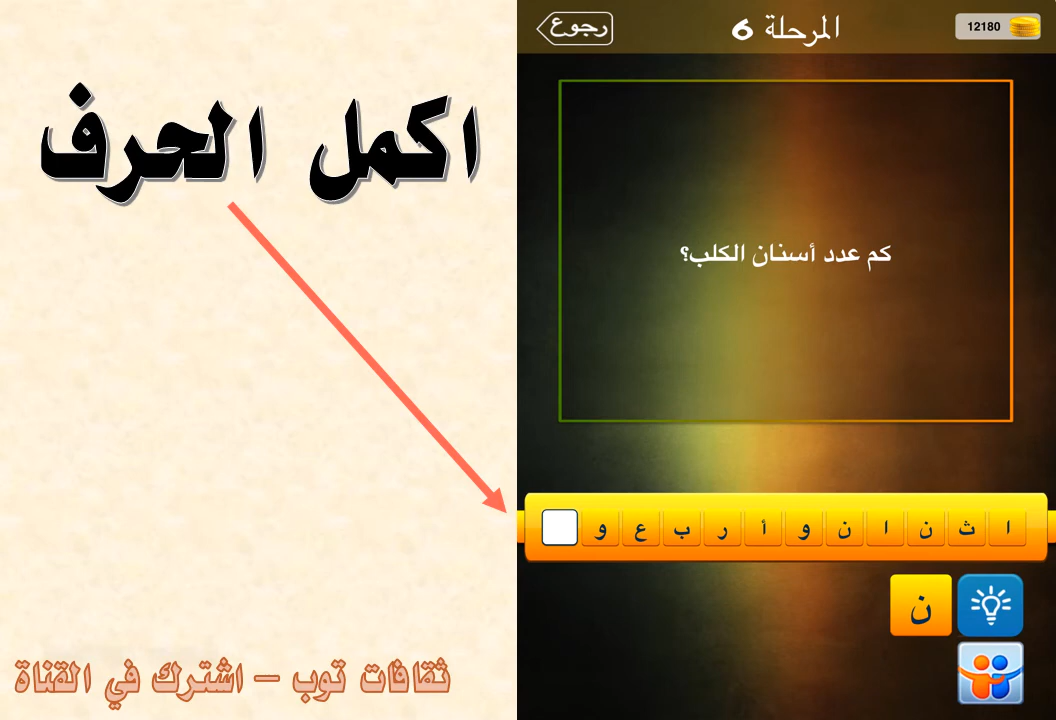 اكمل الحرف
ثقافات توب – اشترك في القناة
رجوع
المرحلة 6
12180
كم عدد أسنان الكلب؟
ا ث ن ا ن و أ ر ب ع و
ن